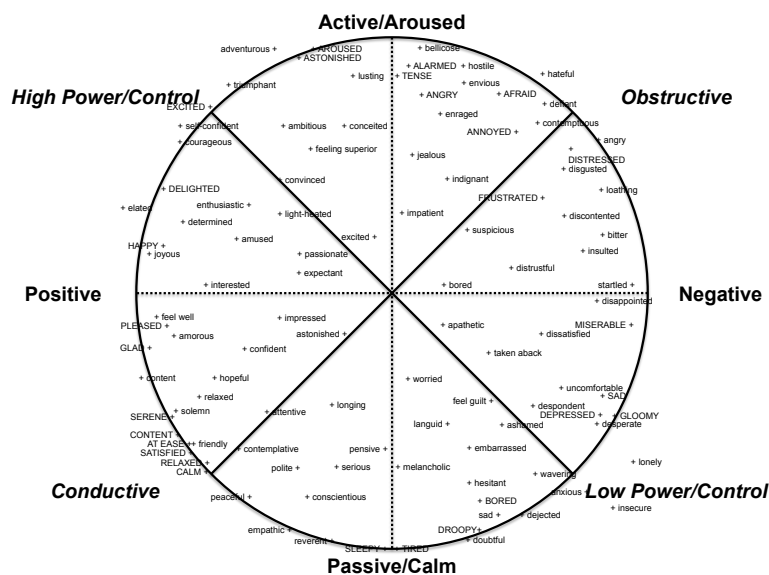 Active/Aroused
adventurous +
+ AROUSED
+ bellicose
+ ASTONISHED
+ ALARMED
+ hostile
+ lusting
+ TENSE
+ hateful
+ triumphant
+ envious
High Power/Control
+ ANGRY
+ AFRAID
Obstructive
EXCITED +
+ defiant
+ enraged
+ self-confident
+ ambitious
+ conceited
+ contemptuous
ANNOYED +
+ courageous
+ angry
+ feeling superior
+ jealous
+
DISTRESSED
+ disgusted
+ convinced
+ indignant
+ DELIGHTED
+ loathing
FRUSTRATED +
+ elated
enthusiastic +
+ light-heated
+ impatient
+ discontented
+ determined
+ suspicious
+ amused
excited +
+ bitter
HAPPY +
+ joyous
+ passionate
+ insulted
+ expectant
+ distrustful
+ interested
+ bored
startled +
Positive
Negative
+ disappointed
+ feel well
+ impressed
PLEASED +
+ apathetic
MISERABLE +
+ amorous
astonished +
+ dissatisfied
GLAD +
+ confident
+ taken aback
+ content
+ hopeful
+ worried
+ uncomfortable
+ relaxed
+ SAD
+ solemn
+ attentive
+ longing
feel guilt +
+ despondent
SERENE +
DEPRESSED +
+ GLOOMY
languid +
+ ashamed
+ desperate
CONTENT +
AT EASE +
+ friendly
SATISFIED +
+ contemplative
pensive +
+ embarrassed
RELAXED +
+ lonely
CALM +
polite +
+ serious
+ melancholic
+ wavering
+ hesitant
Conductive
peaceful +
+ conscientious
+ BORED
anxious +
Low Power/Control
+ insecure
sad +
+ dejected
empathic +
DROOPY+
reverent +
+ doubtful
SLEEPY +
+ TIRED
Passive/Calm